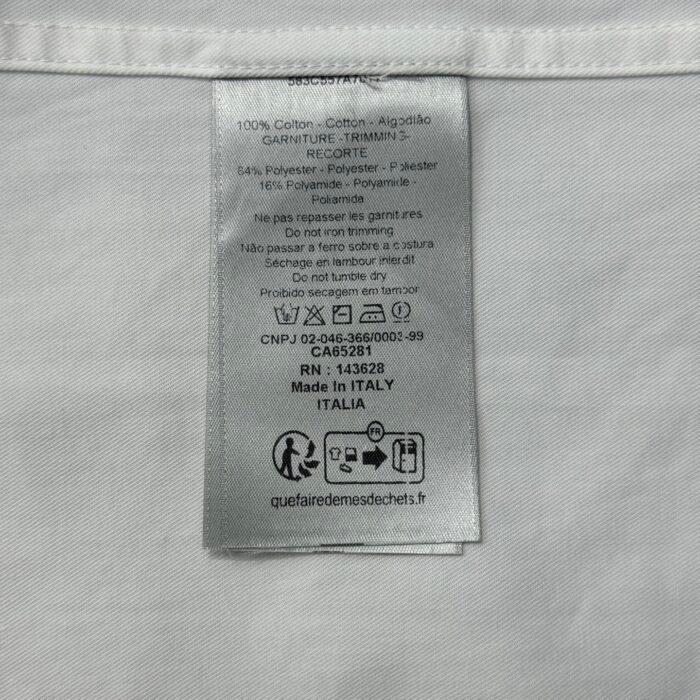 100% Cotton - Cotton - Algodão
GARNITURE -TRIMMING-
RECORTE
84% Polyester - Polyester - Poliester
16% Polyamide - Polyamide -
Poliamida
Ne pas repasser les garnitures
Do not iron trimming
Não passar a ferro sobre a costura
Séchage en tambour interdit
Do not tumble dry
Proibido secagem em tambor
CNPJ 02-046-366/0003-99
CA65281
RN : 143628
Made In ITALY
ITALIA
FR
quefairedemesdechets.fr